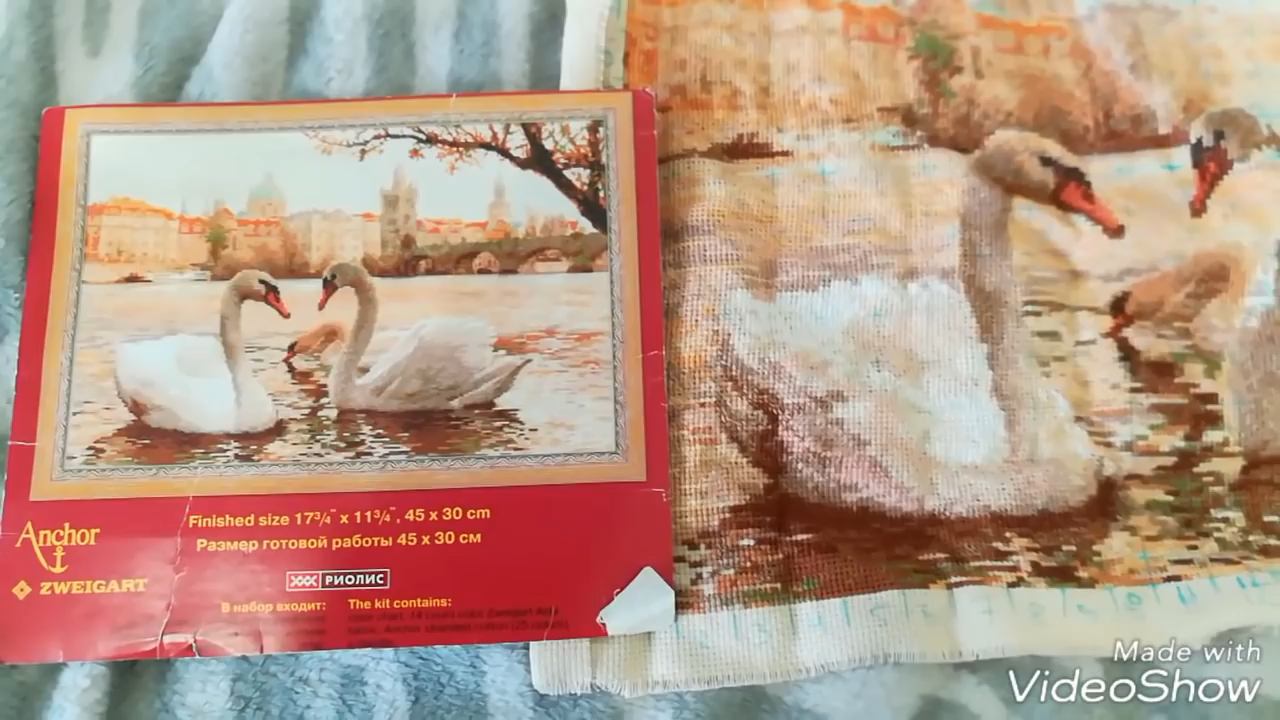 Finished size 17¾" x 11¾", 45 x 30 cm
Размер готовой работы 45 x 30 см
Anchor
ZWEIGART
РИОЛИС
В набор входит:
The kit contains:
Made with
VideoShow